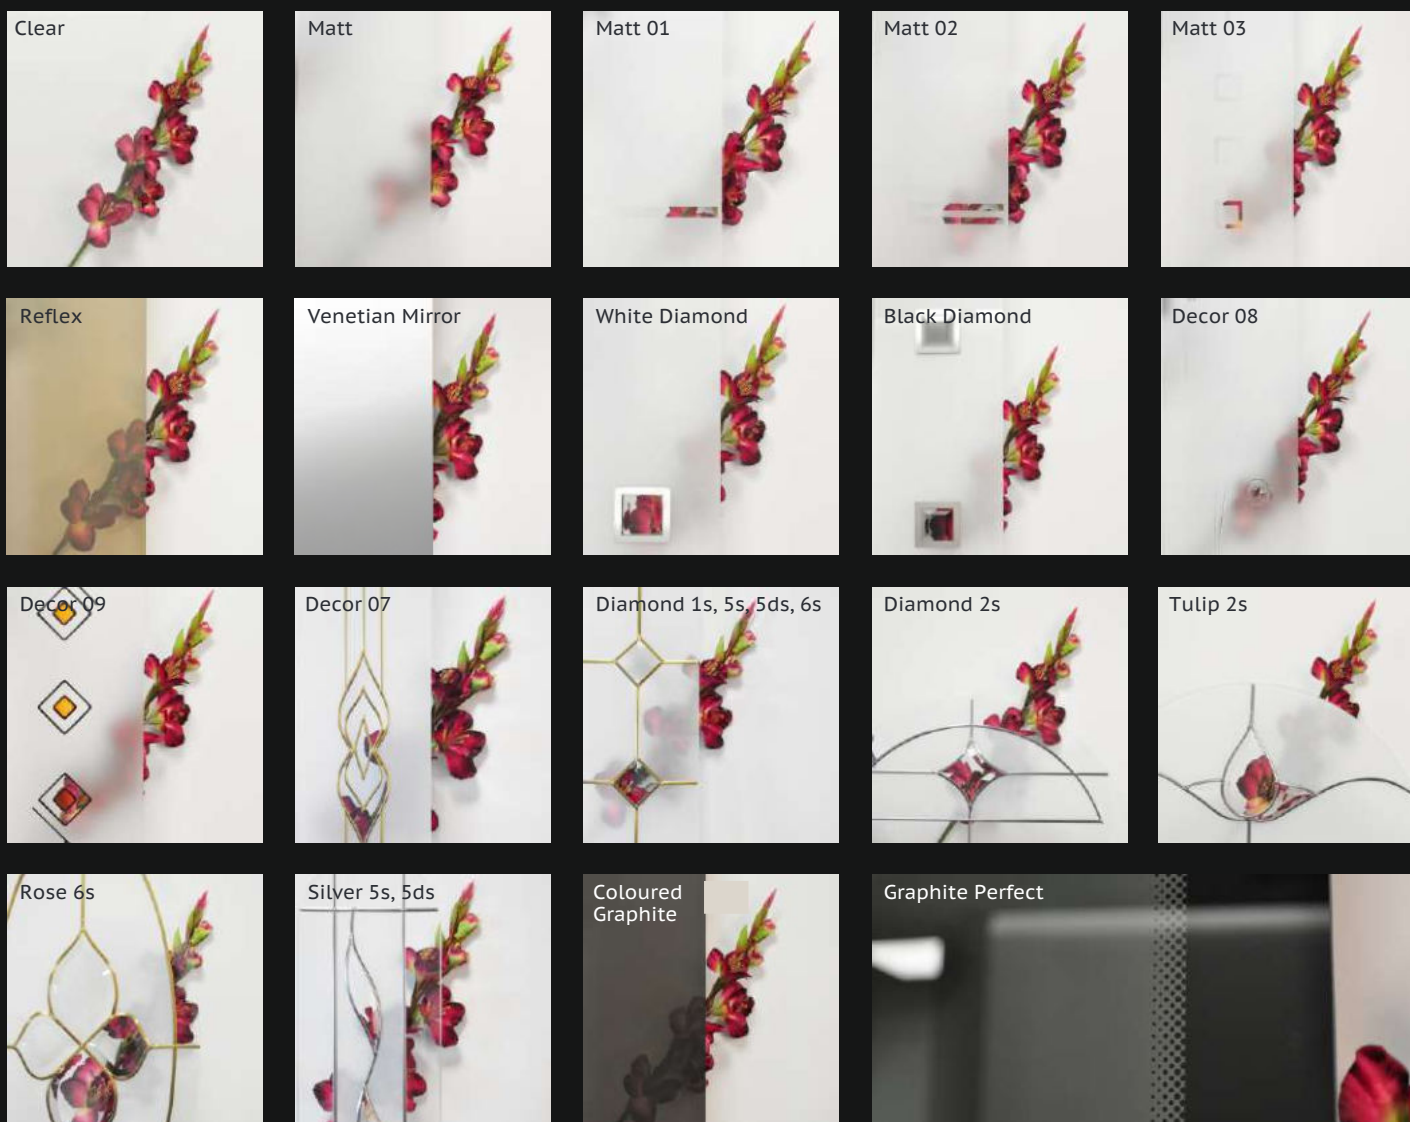 Clear
Matt
Matt 01
Matt 02
Matt 03
Reflex
Venetian Mirror
White Diamond
Black Diamond
Decor 08
Decor 09
Decor 07
Diamond 1s, 5s, 5ds, 6s
Diamond 2s
Tulip 2s
Rose 6s
Silver 5s, 5ds
Coloured
Graphite
Graphite Perfect